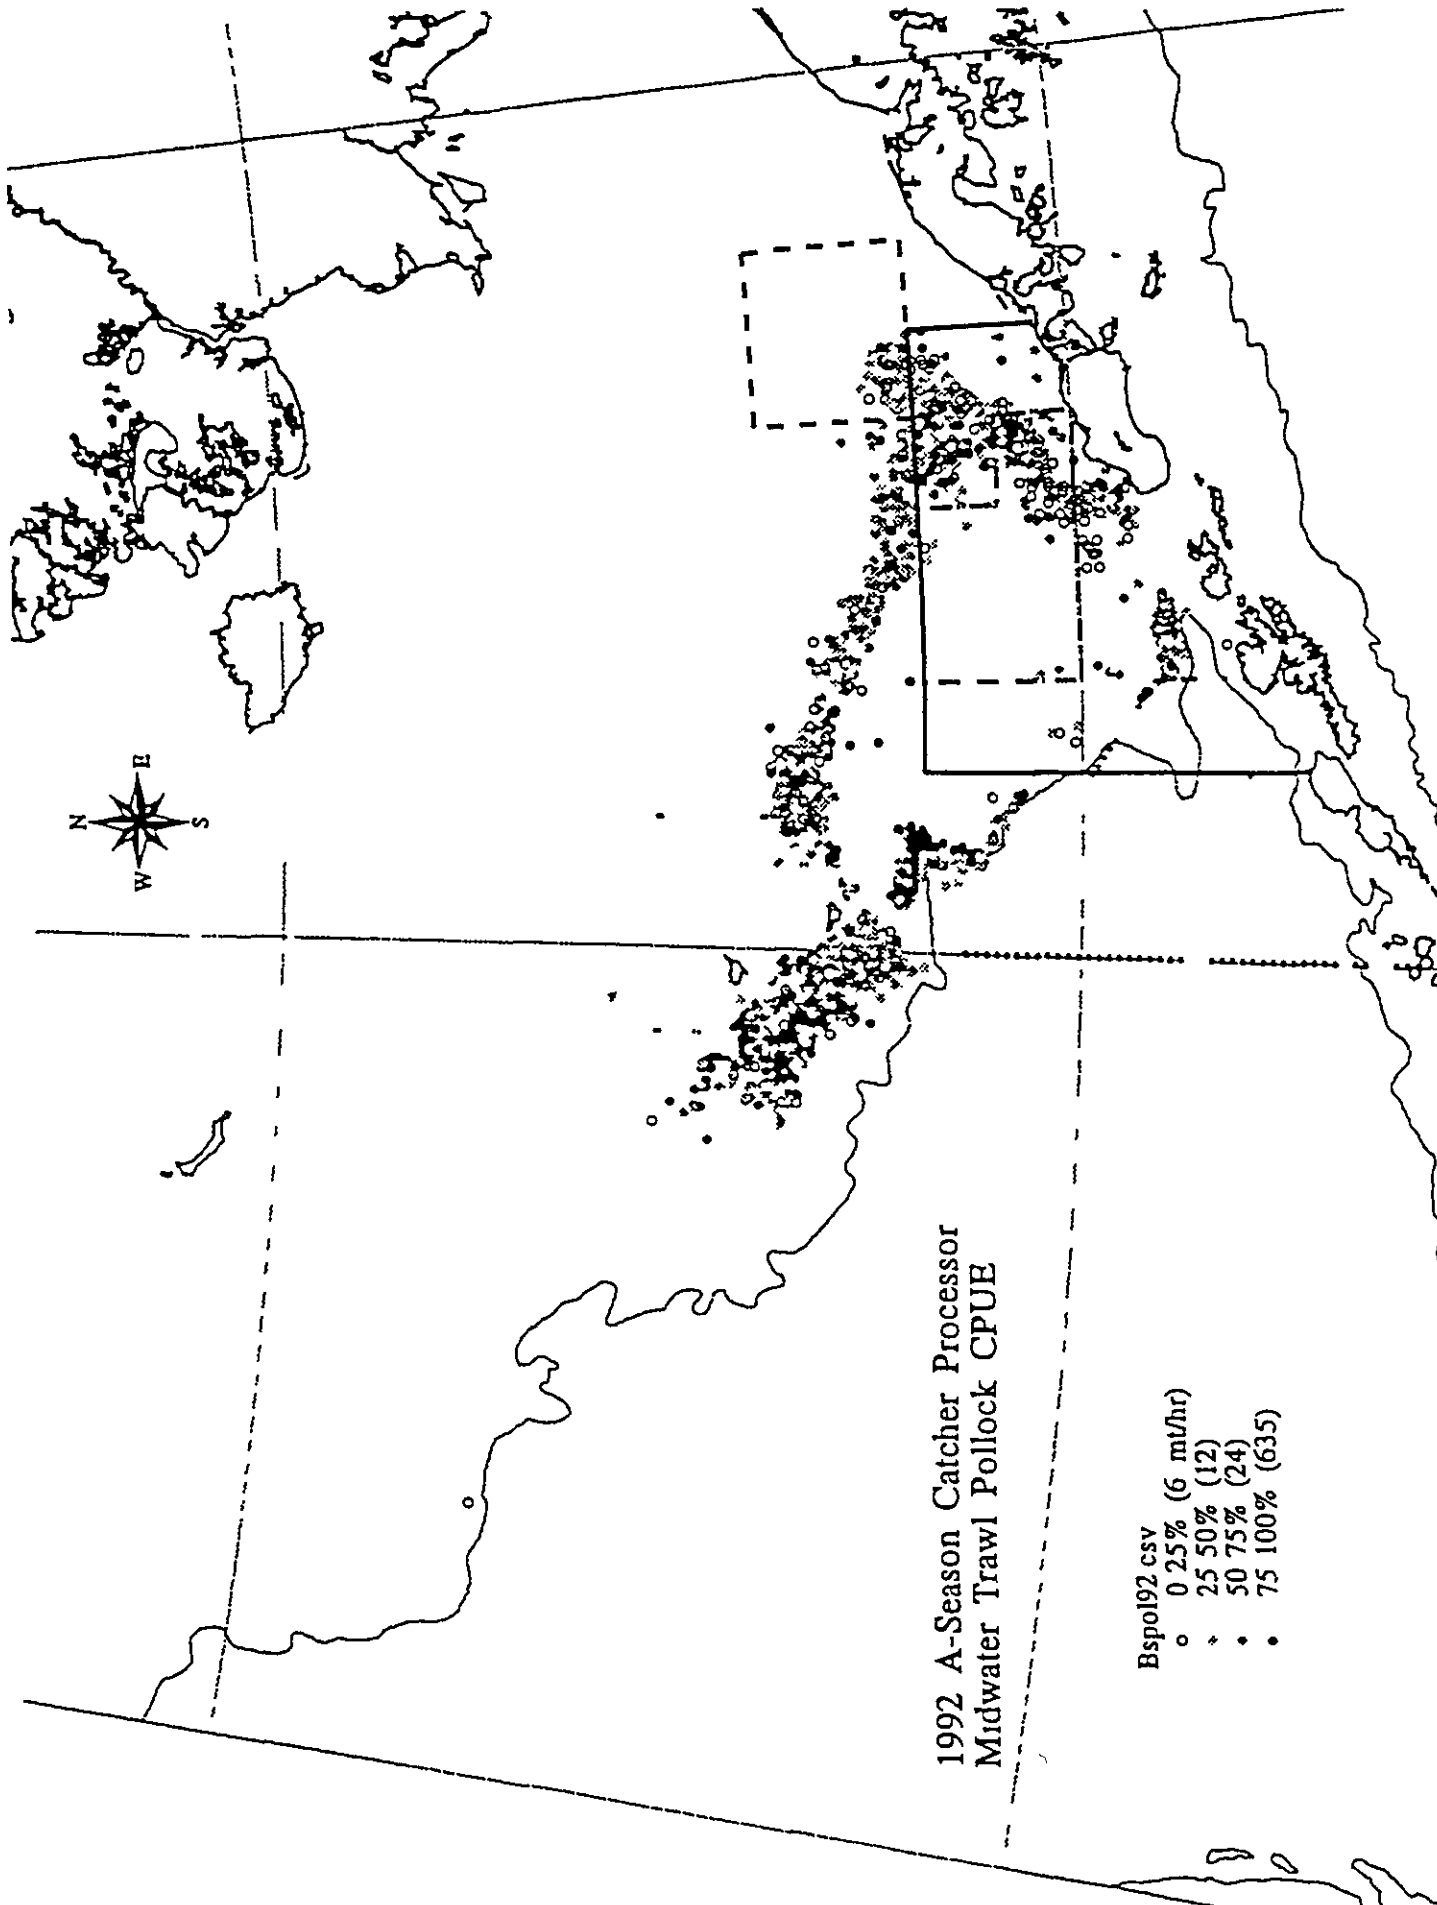 N
W
E
S
1992 A-Season Catcher Processor
Midwater Trawl Pollock CPUE
Bspol92 csv
0 25% (6 mt/hr)
25 50% (12)
50 75% (24)
75 100% (635)